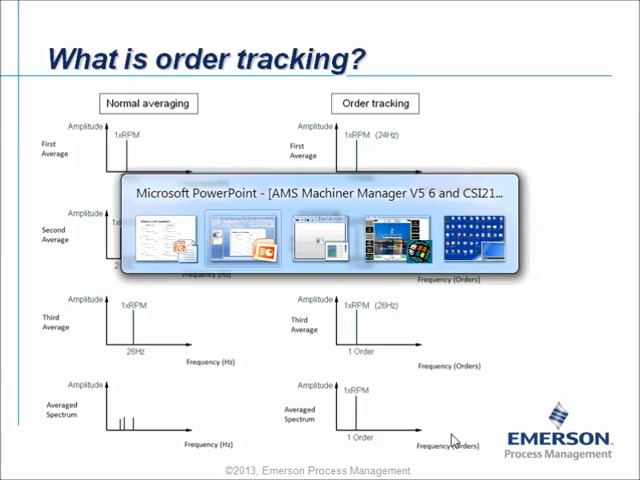 What is order tracking?
Normal averaging
Order tracking
Amplitude
1xRPM
First
Average
Amplitude
1xRPM (24Hz)
First
Average
Microsoft PowerPoint - [AMS Machiner Manager V5 6 and CSI21...
Amplitude
Second
Average
Frequency (Orders)
Amplitude
1xRPM
Third
Average
26Hz
Frequency (Hz)
Amplitude
1xRPM (26Hz)
Third
Average
1 Order
Frequency (Orders)
Amplitude
Averaged
Spectrum
Frequency (Hz)
Amplitude
1xRPM
Averaged
Spectrum
1 Order
Frequency (Orders)
EMERSON
Process Management
©2013, Emerson Process Management